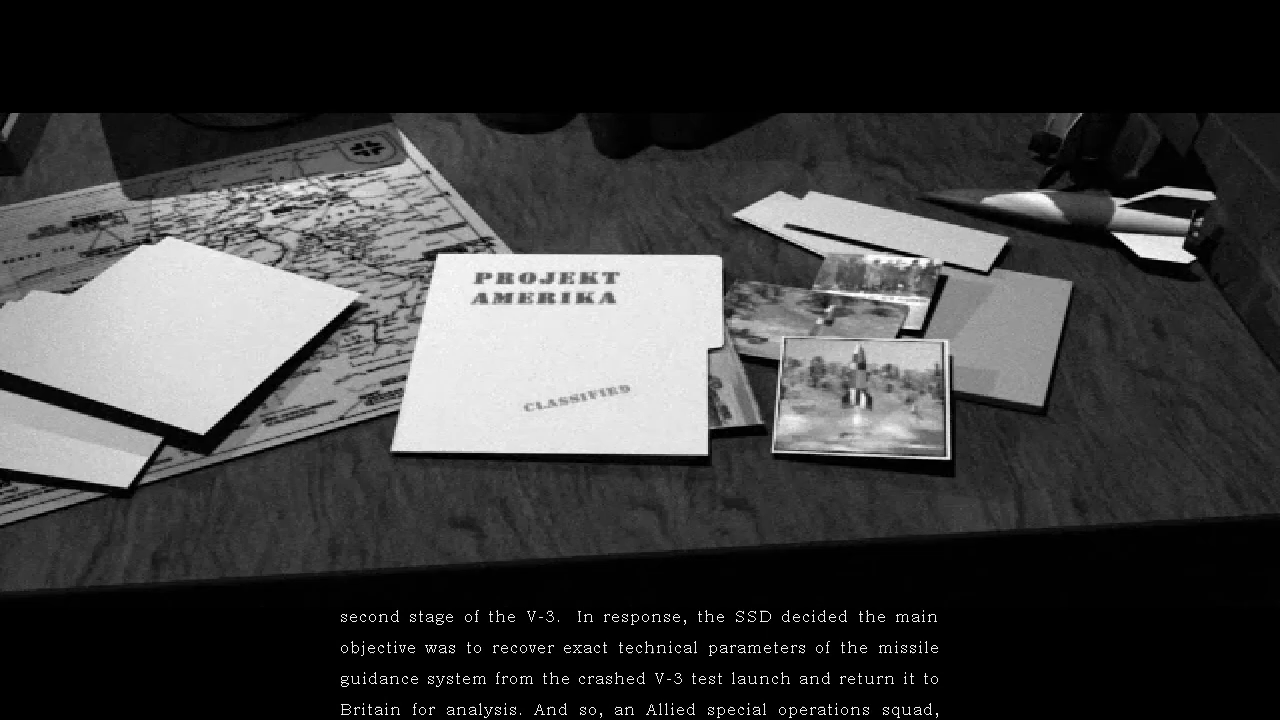 PROJEKT
AMERIKA
CLASSIFIED
second stage of the V-3. In response, the SSD decided the main
objective was to recover exact technical parameters of the missile
guidance system from the crashed V-3 test launch and return it to
Britain for analysis. And so, an Allied special operations squad,